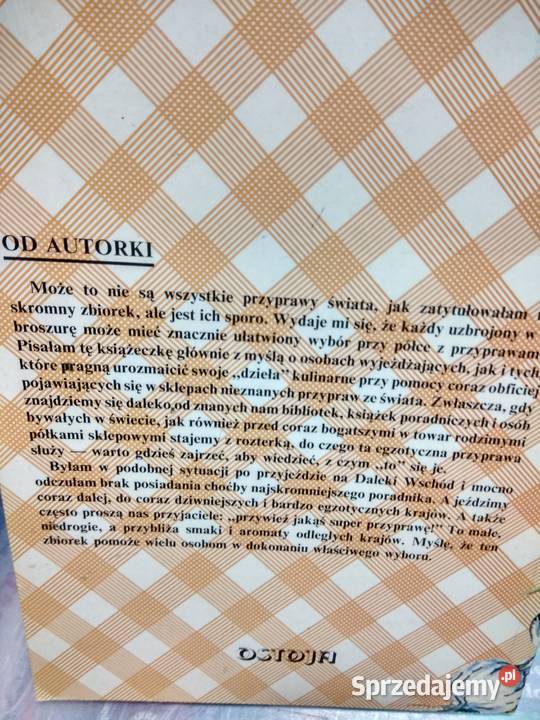 OD AUTORKI
Może to nie są wszystkie przyprawy świata, jak zatytułowałam
skromny zbiorek, ale jest ich sporo. Wydaje mi się, że każdy uzbrojony w
broszurę może mieć znacznie ułatwiony wybór przy półce z przyprawam
Pisałam tę książeczkę głównie z myślą o osobach wyjeżdżających, jak i tych
które pragną urozmaicić swoje „dzieła” kulinarne przy pomocy coraz obficiej
pojawiających się w sklepach nieznanych przypraw ze świata. Zwłaszcza, gdy
znajdziemy się daleko od znanych nam bibliotek, książek poradniczych i osób
bywałych w świecie, jak również przed coraz bogatszymi w towar rodzimymi
półkami sklepowymi stajemy z rozterką, do czego ta egzotyczna przyprawa
służy — warto gdzieś zajrzeć, aby wiedzieć, z czym „to” się je.
Byłam w podobnej sytuacji po przyjeździe na Daleki Wschód i mocno
odczułam brak posiadania choćby najskromniejszego poradnika. A jeździmy
coraz dalej, do coraz dziwniejszych i bardzo egzotycznych krajów. A także
często proszą nas przyjaciele: „przywieź jakąś super przyprawę!” To małe,
niedrogie, a przybliża smaki i aromaty odległych krajów. Myślę, że ten
zbiorek pomoże wielu osobom w dokonaniu właściwego wyboru.
OSTOJA
Sprzedajemy.pl